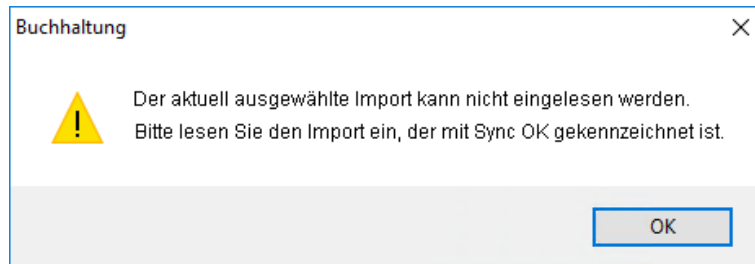 Buchhaltung
Der aktuell ausgewählte Import kann nicht eingelesen werden.
Bitte lesen Sie den Import ein, der mit Sync OK gekennzeichnet ist.
OK